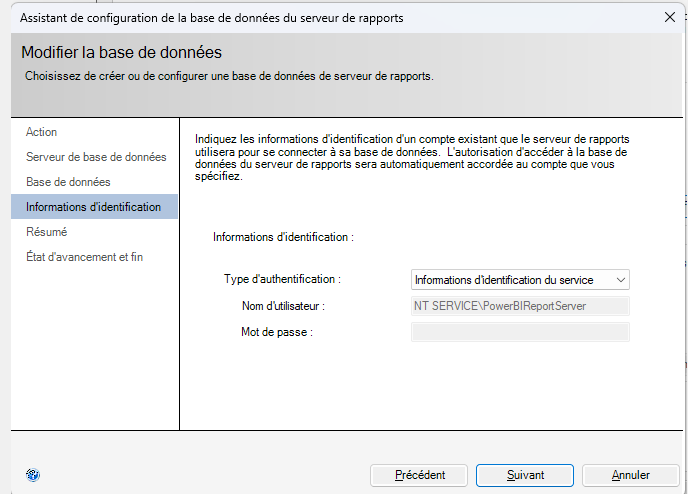 Assistant de configuration de la base de données du serveur de rapports
Modifier la base de données
Choisissez de créer ou de configurer une base de données de serveur de rapports.
Action
Serveur de base de données
Base de données
Informations d'identification
Résumé
État d'avancement et fin
Indiquez les informations d'identification d'un compte existant que le serveur de rapports
utilisera pour se connecter à sa base de données. L'autorisation d'accéder à la base de
données du serveur de rapports sera automatiquement accordée au compte que vous
spécifiez.
Informations d'identification :
Type d'authentification :
Informations d'identification du service
Nom d'utilisateur :
NT SERVICE\PowerBIReportServer
Mot de passe :
Précédent
Suivant
Annuler